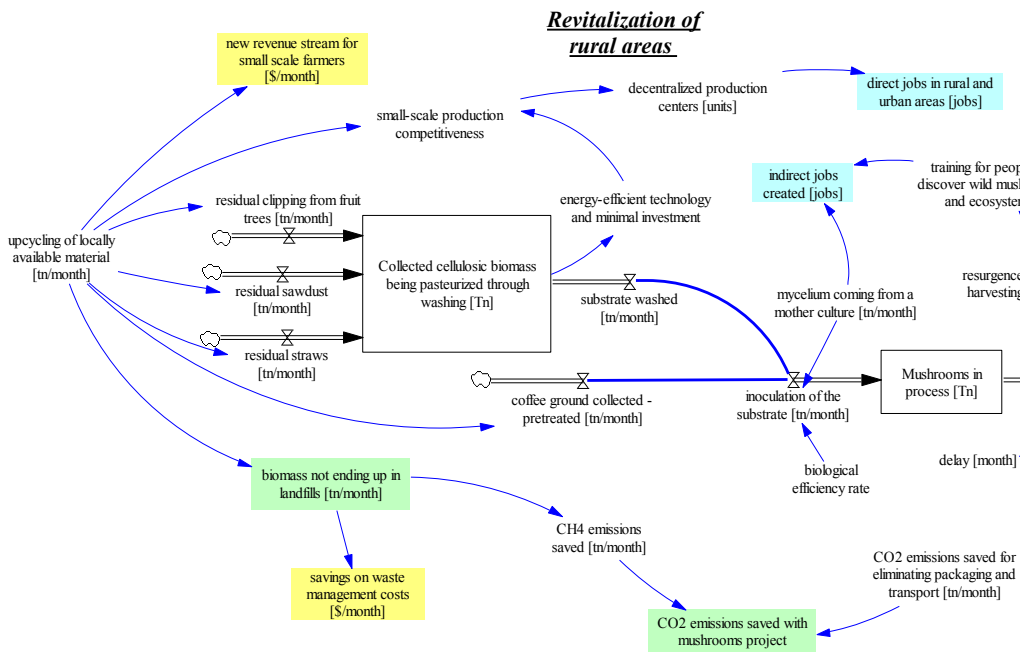 Revitalization of
rural areas
new revenue stream for
small scale farmers
[$/month]
decentralized production
centers [units]
direct jobs in rural and
urban areas [jobs]
small-scale production
competitiveness
indirect jobs
created [jobs]
training for
discover wild
and
residual clipping from fruit
trees [tn/month]
energy-efficient technology
and minimal investment
upcycling of locally
available material
[tn/month]
Collected cellulosic biomass
being pasteurized through
washing [Tn]
residual sawdust
[tn/month]
substrate washed
[tn/month]
mycelium coming from a
mother culture [tn/month]
resurgence
harvesting
residual straws
[tn/month]
Mushrooms in
process [Tn]
coffee ground collected -
pretreated [tn/month]
inoculation of the
substrate [tn/month]
biological
efficiency rate
delay [month]
biomass not ending up in
landfills [tn/month]
CH4 emissions
saved [tn/month]
savings on waste
management costs
[$/month]
CO2 emissions saved for
eliminating packaging and
transport [tn/month]
CO2 emissions saved with
mushrooms project